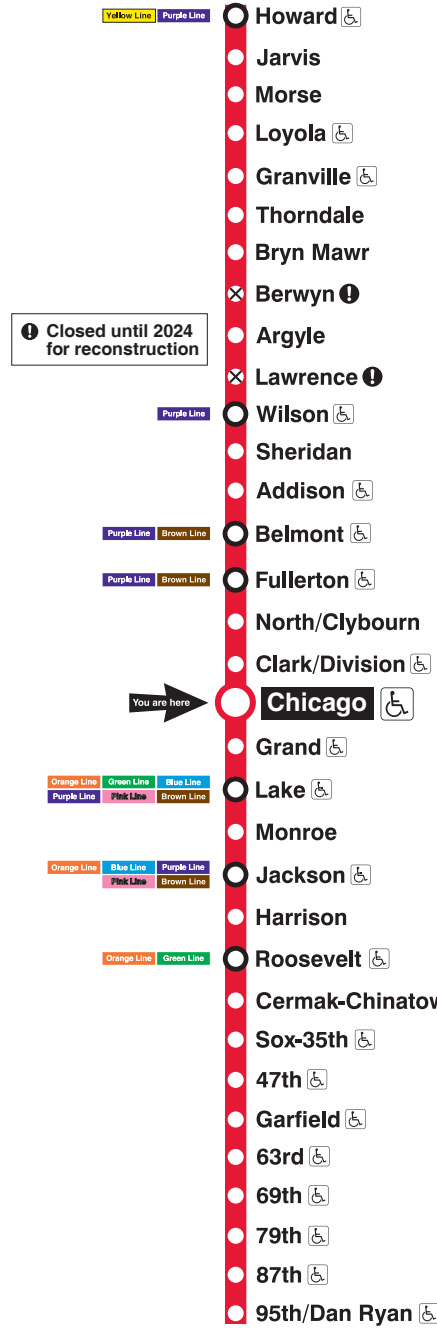 Yellow Line Purple Line Howard
Jarvis
Morse
Loyola
Granville
Thorndale
Bryn Mawr
Berwyn !
! Closed until 2024
for reconstruction
Argyle
Lawrence !
Purple Line Wilson
Sheridan
Addison
Purple Line Brown Line Belmont
Purple Line Brown Line Fullerton
North/Clybourn
Clark/Division
You are here Chicago
Grand
Orange Line Green Line Blue Line
Purple Line Pink Line Brown Line
Lake
Monroe
Orange Line Blue Line Purple Line
Pink Line Brown Line
Jackson
Harrison
Orange Line Green Line Roosevelt
Cermak-Chinatow
Sox-35th
47th
Garfield
63rd
69th
79th
87th
95th/Dan Ryan